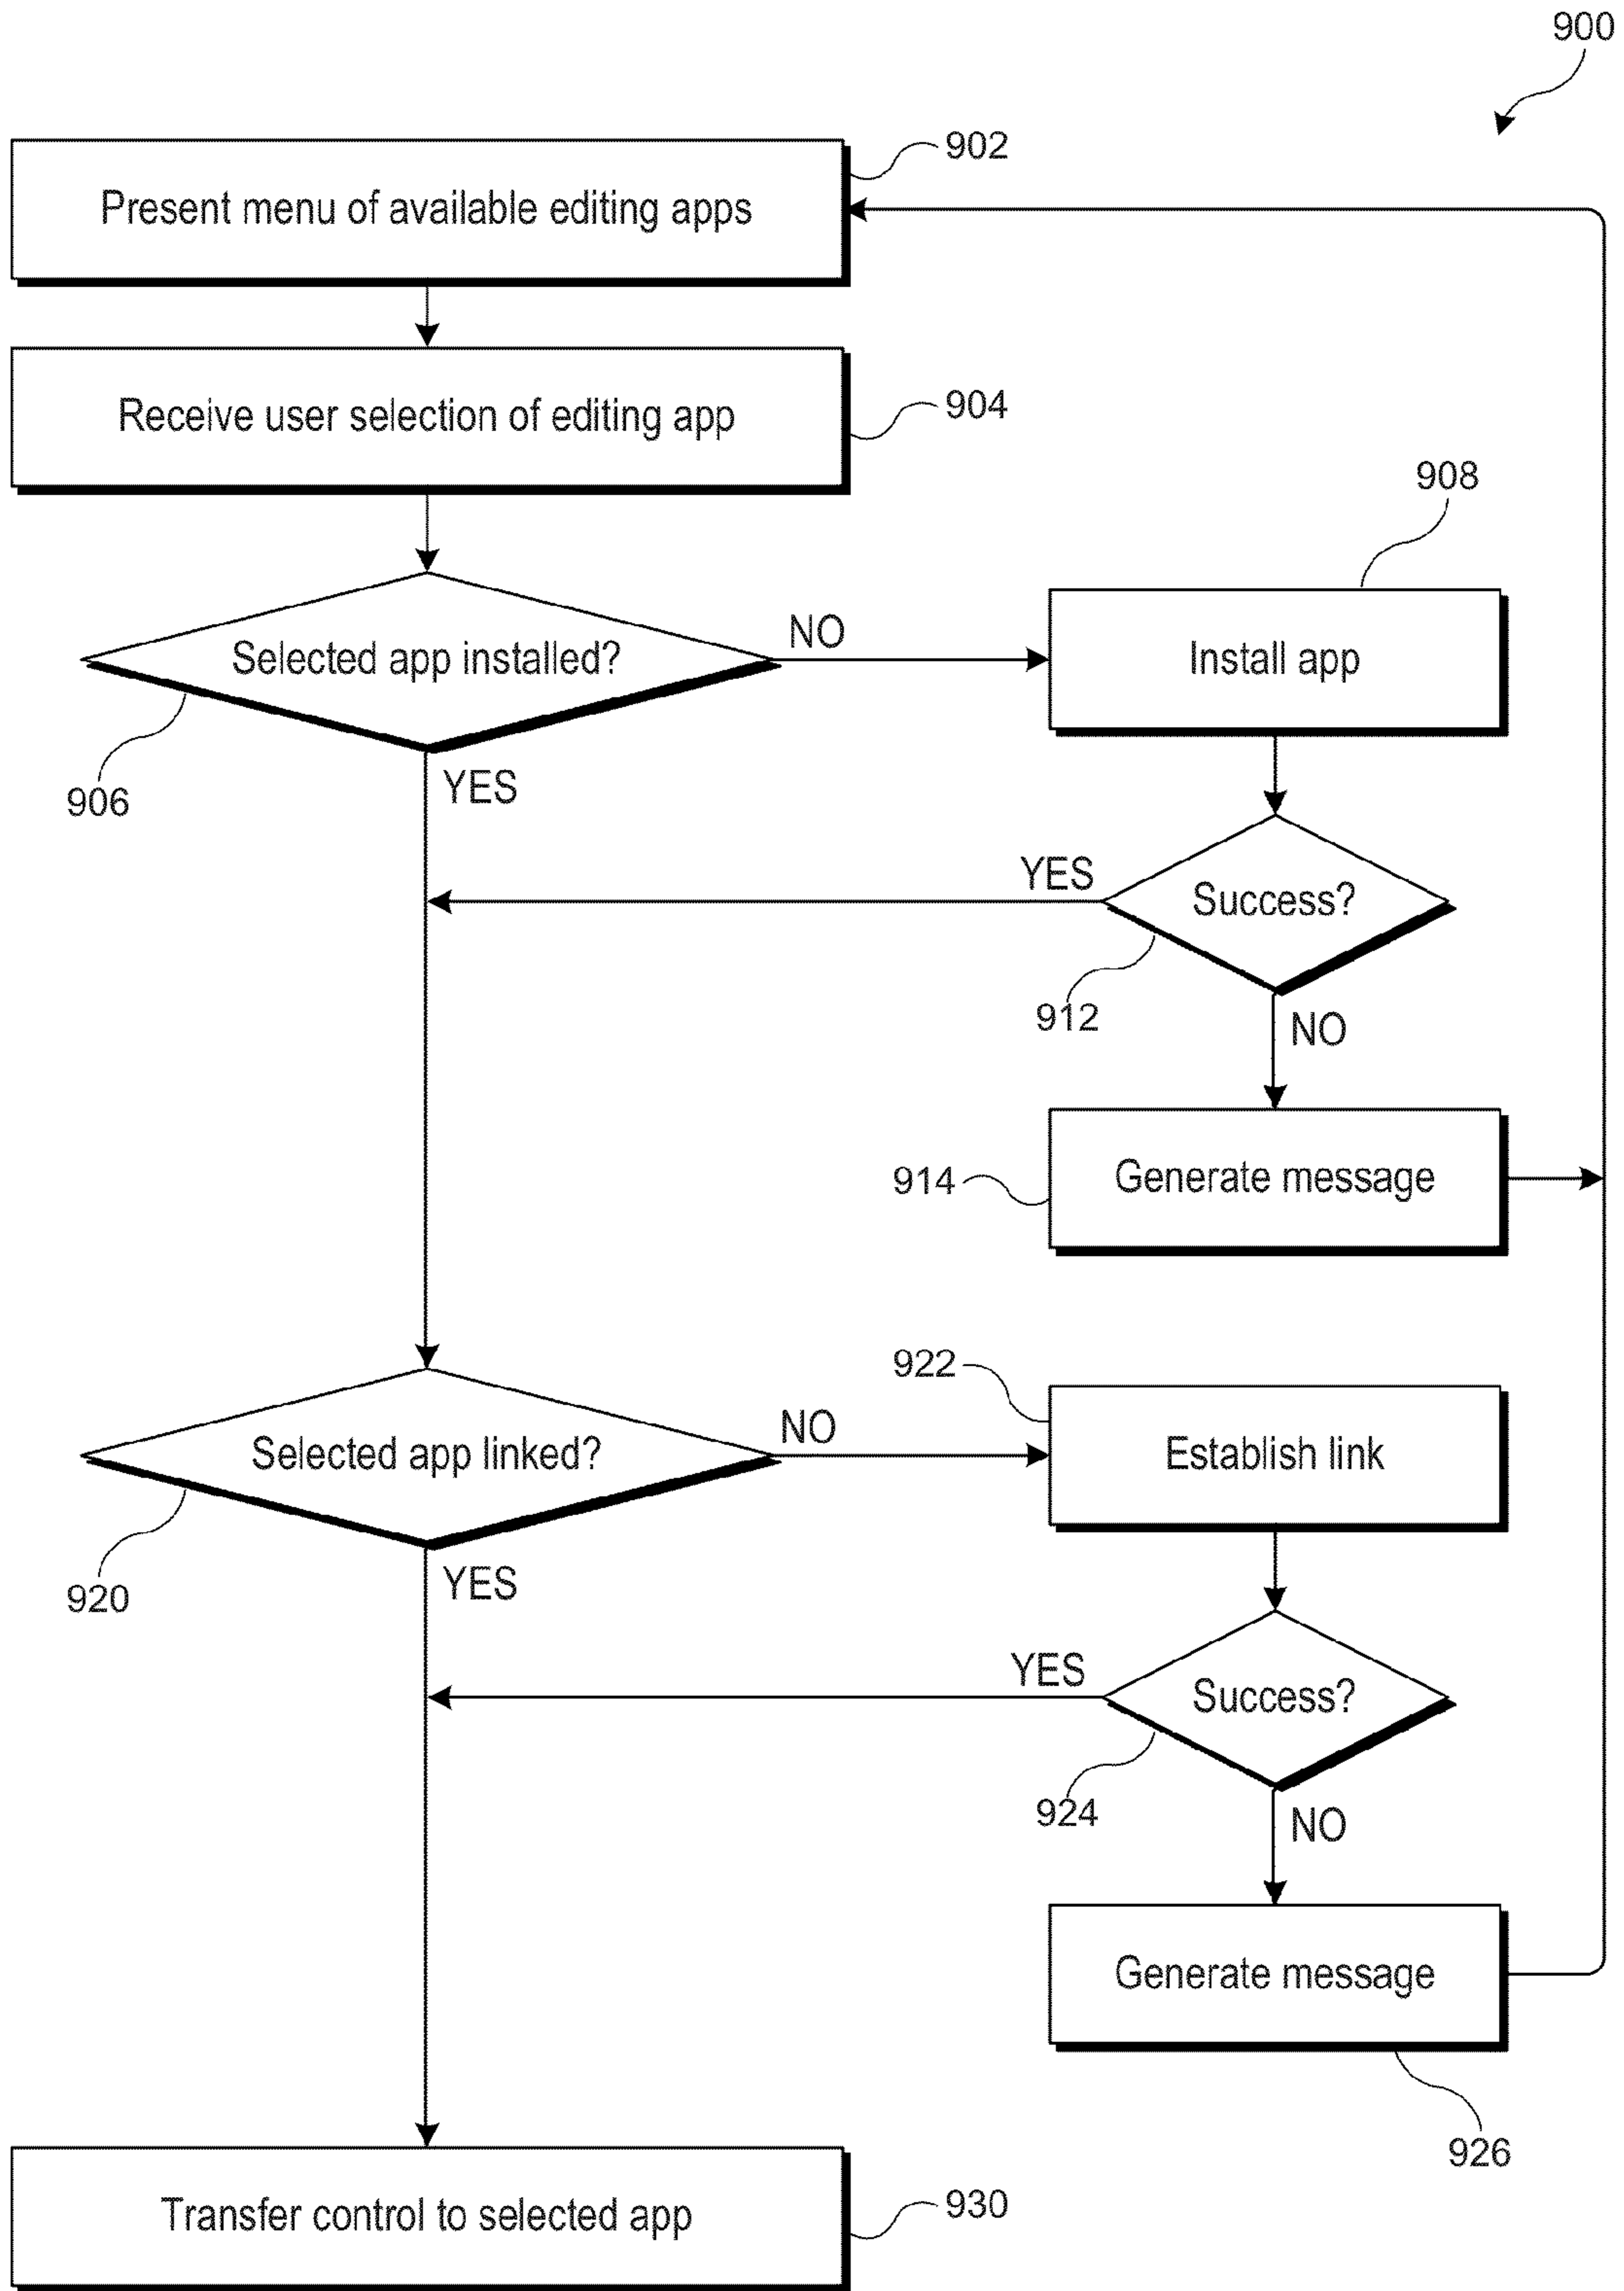 900
902
Present menu of available editing apps
Receive user selection of editing app
904
908
Selected app installed?
NO
Install app
906
YES
YES
Success?
912
NO
914
Generate message
922
Selected app linked?
NO
Establish link
920
YES
YES
Success?
924
NO
Generate message
926
Transfer control to selected app
930